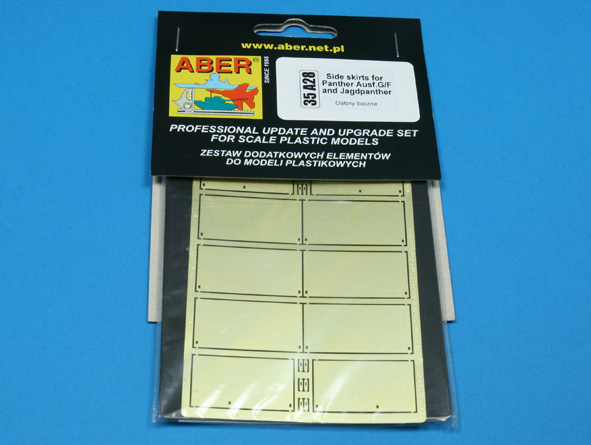 www.aber.net.pl
ABER®
SINCE 1995
35 A28
Side skirts for
Panther Ausf.G/F
and Jagdpanther
Osłony boczne
PROFESSIONAL UPDATE AND UPGRADE SET
FOR SCALE PLASTIC MODELS
ZESTAW DODATKOWYCH ELEMENTÓW
DO MODELI PLASTIKOWYCH